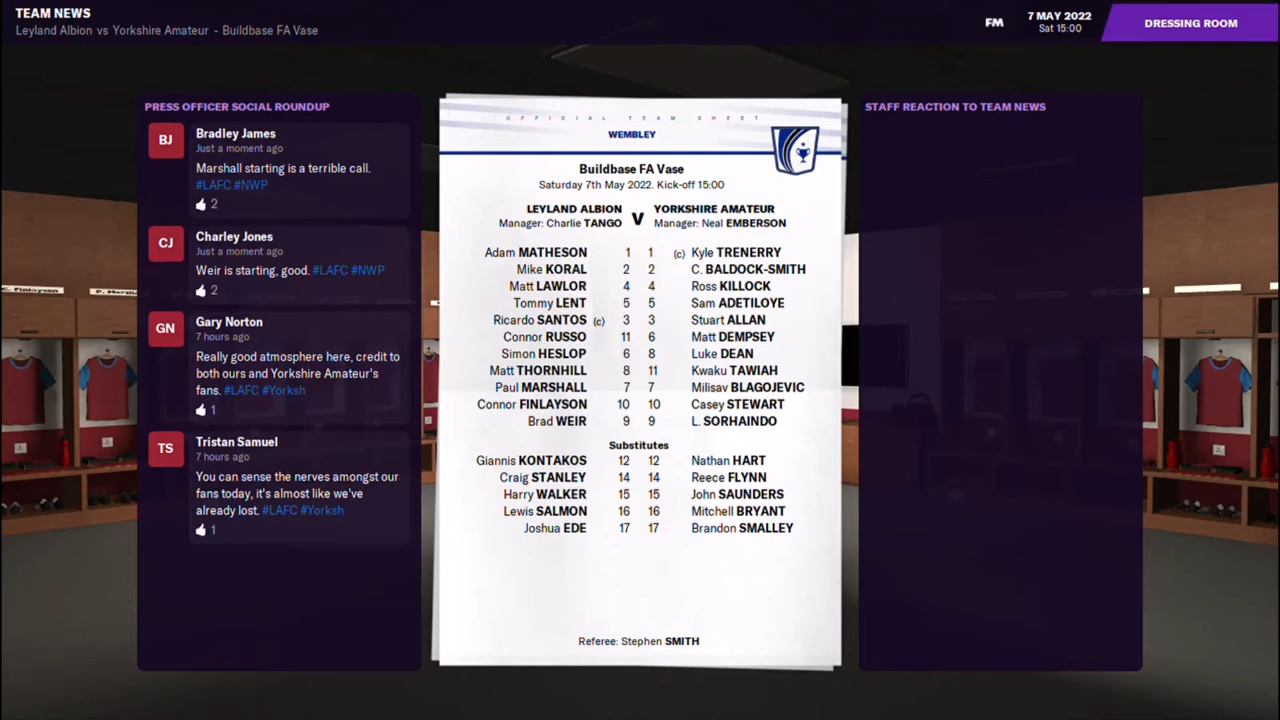 TEAM NEWS
Leyland Albion vs Yorkshire Amateur - Buildbase FA Vase
FM
7 MAY 2022
Sat 15:00
DRESSING ROOM
PRESS OFFICER SOCIAL ROUNDUP
BJ
Bradley James
Just a moment ago
Marshall starting is a terrible call.
#LAFC #NWP
2
CJ
Charley Jones
Just a moment ago
Weir is starting, good. #LAFC #NWP
2
GN
Gary Norton
7 hours ago
Really good atmosphere here, credit to
both ours and Yorkshire Amateur's
fans. #LAFC #Yorksh
1
TS
Tristan Samuel
7 hours ago
You can sense the nerves amongst our
fans today, it's almost like we've
already lost. #LAFC #Yorksh
1
OFFICIAL TEAM SHEET
WEMBLEY
Buildbase FA Vase
Saturday 7th May 2022. Kick-off 15:00
LEYLAND ALBION V YORKSHIRE AMATEUR
Manager: Charlie TANGO Manager: Neal EMBERSON
Adam MATHESON 1 1 (c) Kyle TRENERRY
Mike KORAL 2 2 C. BALDOCK-SMITH
Matt LAWLOR 4 4 Ross KILLOCK
Tommy LENT 5 5 Sam ADETILOYE
Ricardo SANTOS (c) 3 3 Stuart ALLAN
Connor RUSSO 11 6 Matt DEMPSEY
Simon HESLOP 6 8 Luke DEAN
Matt THORNHILL 8 11 Kwaku TAWIAH
Paul MARSHALL 7 7 Milisav BLAGOJEVIC
Connor FINLAYSON 10 10 Casey STEWART
Brad WEIR 9 9 L. SORHAINDO
Substitutes
Giannis KONTAKOS 12 12 Nathan HART
Craig STANLEY 14 14 Reece FLYNN
Harry WALKER 15 15 John SAUNDERS
Lewis SALMON 16 16 Mitchell BRYANT
Joshua EDE 17 17 Brandon SMALLEY
Referee: Stephen SMITH
STAFF REACTION TO TEAM NEWS
C. Finlayson